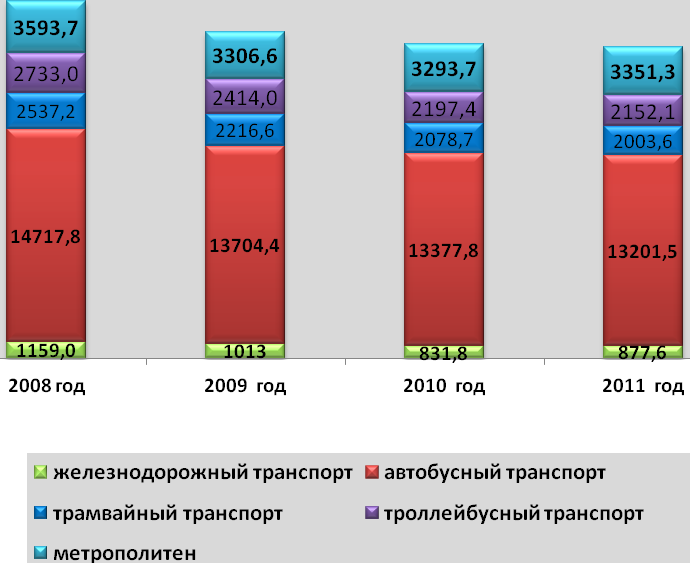 3593,7 3306,6 3293,7 3351,3
2733,0 2414,0 2197,4 2152,1
2537,2 2216,6 2078,7 2003,6
14717,8 13704,4 13377,8 13201,5
1159,0 1013 831,8 877,6
2008 год 2009 год 2010 год 2011 год
железнодорожный транспорт автобусный транспорт
трамвайный транспорт троллейбусный транспорт
метрополитен